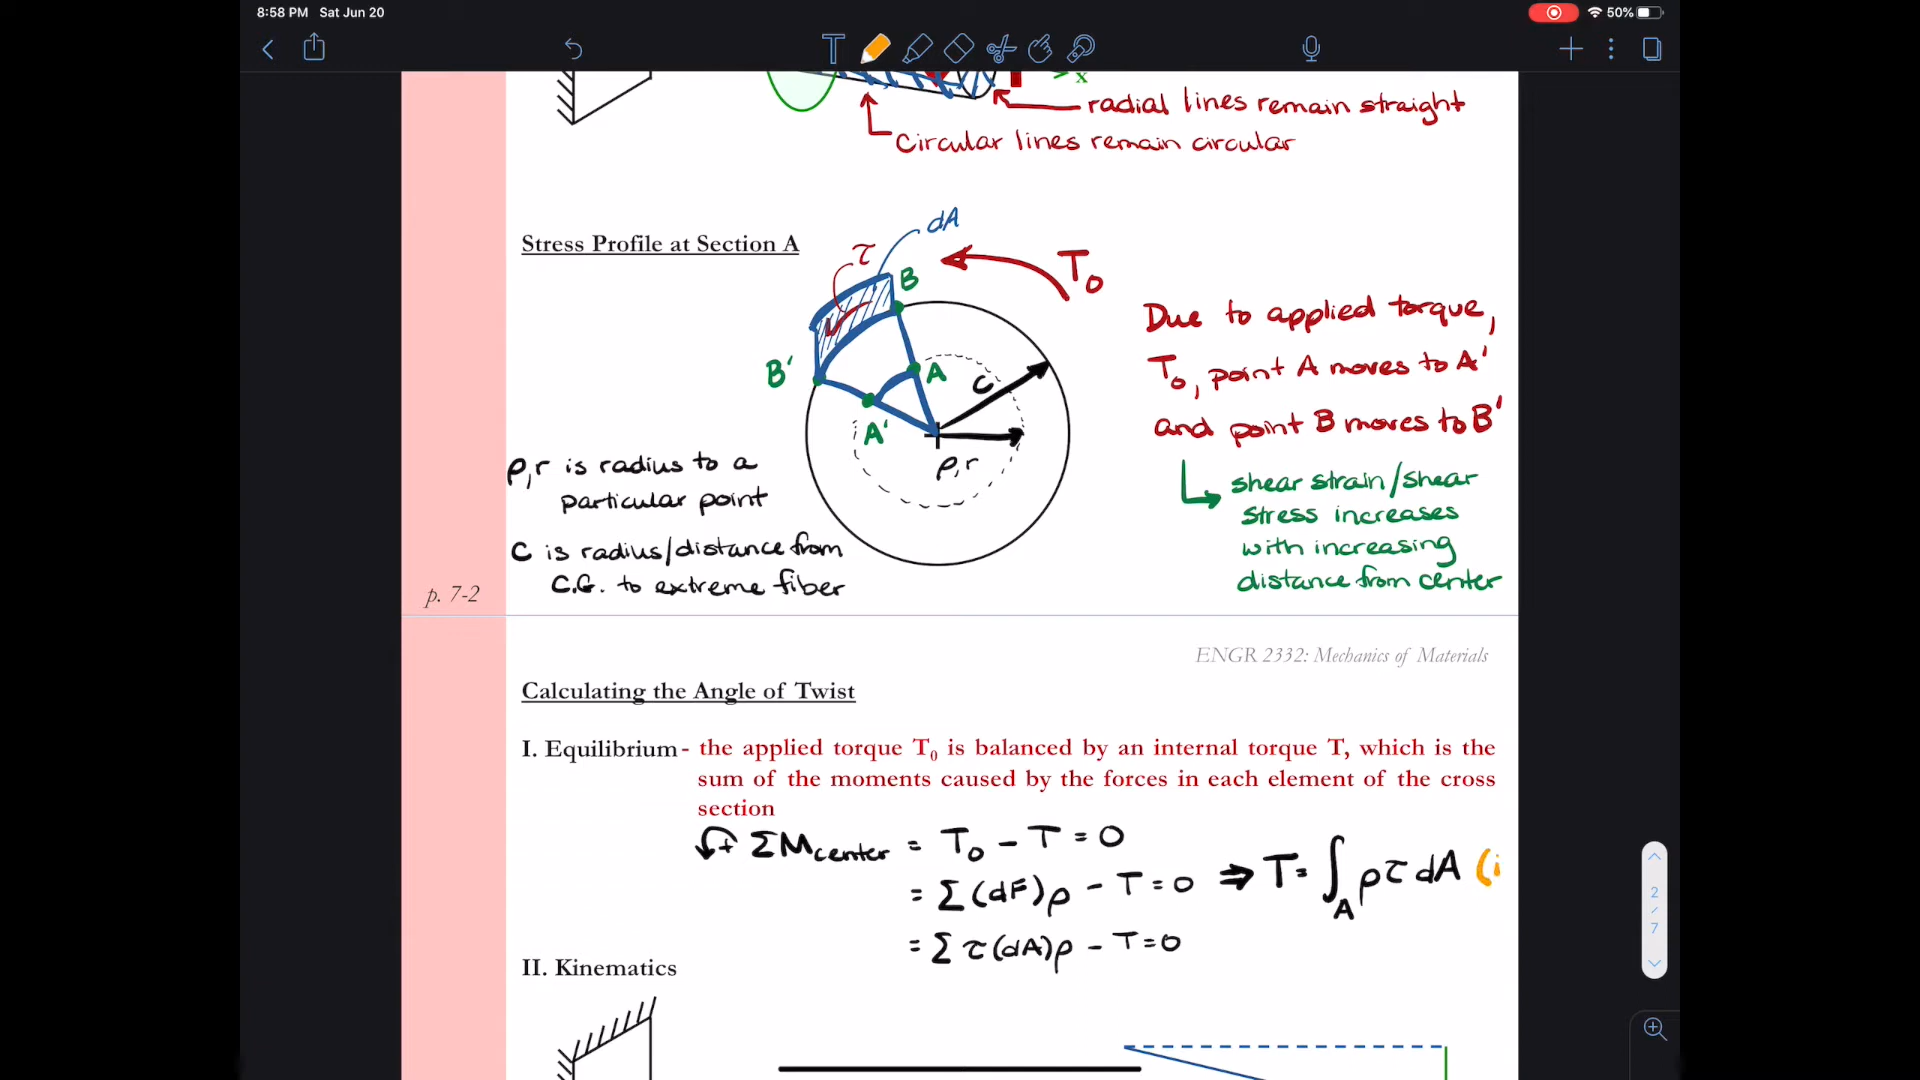 8:58 PM Sat Jun 20
50%
T
x
radial lines remain straight
Circular lines remain circular
Stress Profile at Section A
dA
τ
B
T₀
B'
A
C
A'
ρ,r
Due to applied torque,
T₀, point A moves to A'
and point B moves to B'
shear strain/shear
stress increases
with increasing
distance from center
ρ,r is radius to a
particular point
C is radius/distance from
C.G. to extreme fiber
p. 7-2
ENGR 2332: Mechanics of Materials
Calculating the Angle of Twist
I. Equilibrium - the applied torque T₀ is balanced by an internal torque T, which is the
sum of the moments caused by the forces in each element of the cross
section
+ ΣM center = T₀ - T = 0
= Σ(dF)ρ - T = 0 ⇒ T = ∫A ρτ dA (i
= Σ τ(dA)ρ - T = 0
II. Kinematics
2
/
7